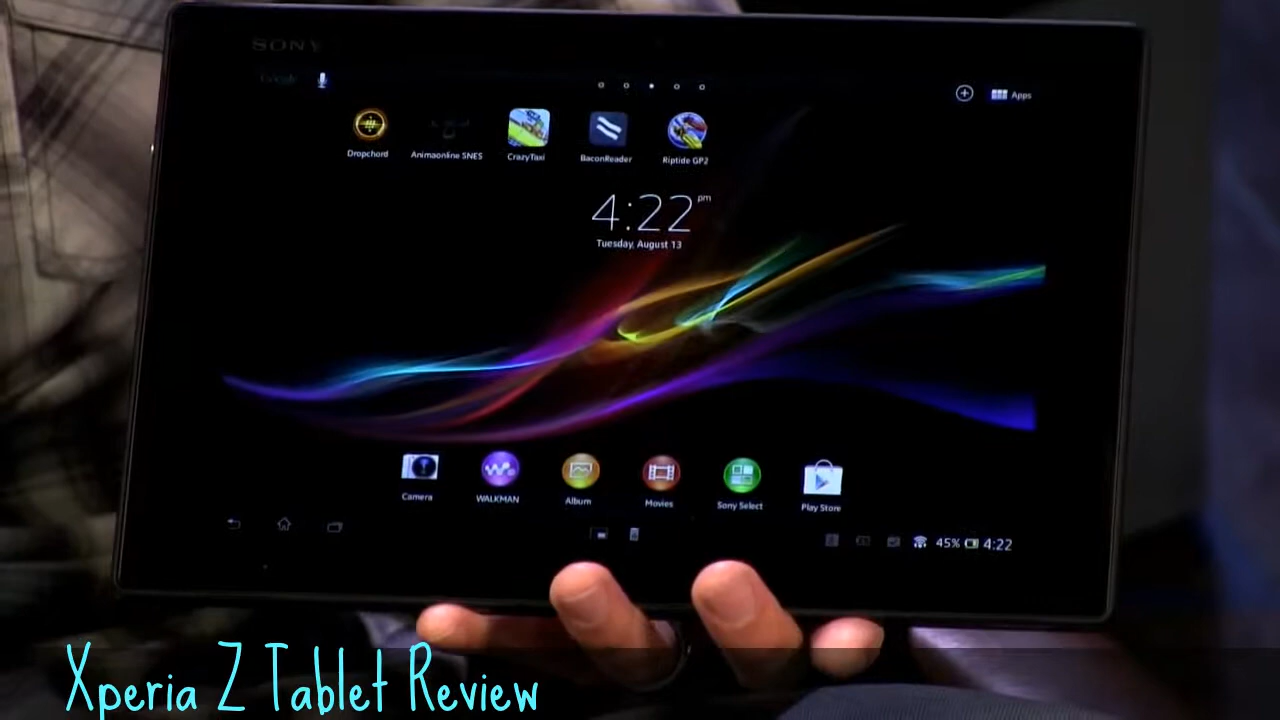 SONY
Google
Apps
Dropchord Animaonline SNES CrazyTaxi BaconReader Riptide GP2
4:22 pm
Tuesday, August 13
Camera WALKMAN Album Movies Sony Select Play Store
45% 4:22
Xperia Z Tablet Review